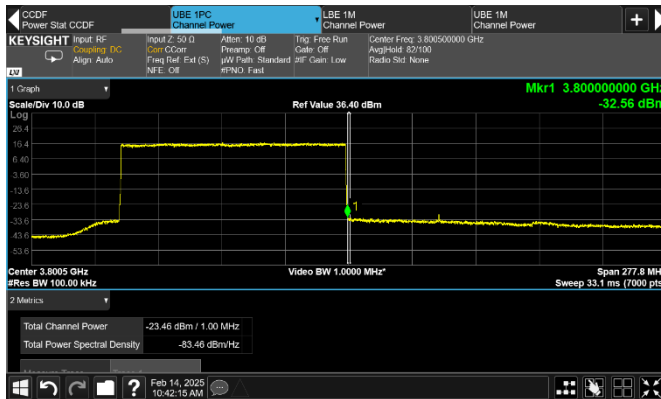 CCDF
Power Stat CCDF
UBE 1PC
Channel Power
LBE 1M
Channel Power
UBE 1M
Channel Power
KEYSIGHT
Input: RF
Coupling: DC
Align: Auto
Input Z: 50 Ω
Corr CCorr
Freq Ref: Ext (S)
NFE: Off
Atten: 10 dB
Preamp: Off
µW Path: Standard
#PNO: Fast
Trig: Free Run
Gate: Off
#IF Gain: Low
Center Freq: 3.800500000 GHz
Avg|Hold: 82/100
Radio Std: None
1 Graph
Mkr1 3.800000000 GHz
Scale/Div 10.0 dB
Ref Value 36.40 dBm
-32.56 dBm
Log
26.4
16.4
6.40
-3.60
-13.6
-23.6
-33.6
-43.6
-53.6
1
Center 3.8005 GHz
Video BW 1.0000 MHz*
Span 277.8 MH
#Res BW 100.00 kHz
Sweep 33.1 ms (7000 pts
2 Metrics
Total Channel Power
-23.46 dBm / 1.00 MHz
Total Power Spectral Density
-83.46 dBm/Hz
?
Feb 14, 2025
10:42:15 AM